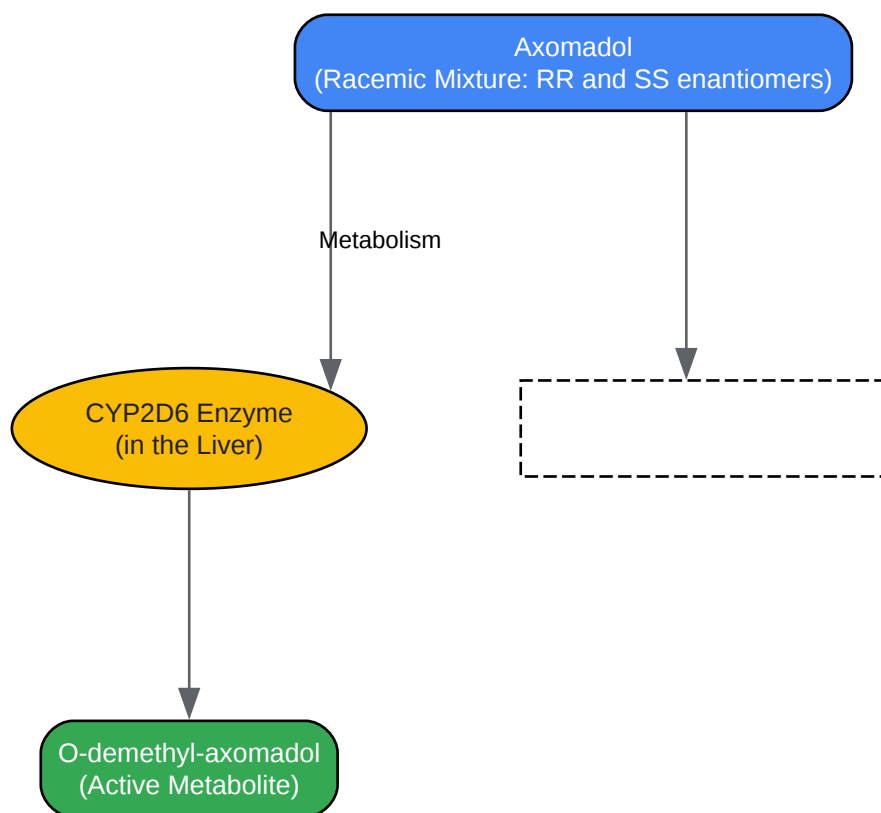 Axomadol
(Racemic Mixture: RR and SS enantiomers)
Metabolism
CYP2D6 Enzyme
(in the Liver)
O-demethyl-axomadol
(Active Metabolite)